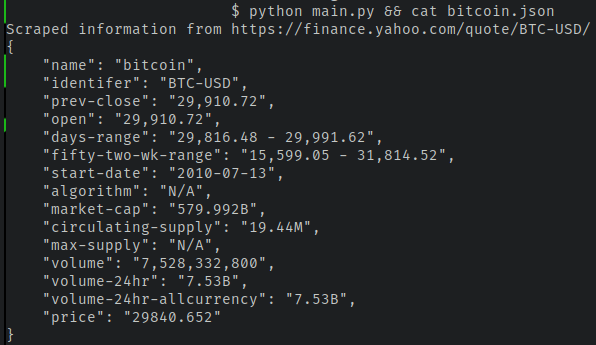 $ python main.py && cat bitcoin.json
Scraped information from https://finance.yahoo.com/quote/BTC-USD/
{
    "name": "bitcoin",
    "identifer": "BTC-USD",
    "prev-close": "29,910.72",
    "open": "29,910.72",
    "days-range": "29,816.48 - 29,991.62",
    "fifty-two-wk-range": "15,599.05 - 31,814.52",
    "start-date": "2010-07-13",
    "algorithm": "N/A",
    "market-cap": "579.992B",
    "circulating-supply": "19.44M",
    "max-supply": "N/A",
    "volume": "7,528,332,800",
    "volume-24hr": "7.53B",
    "volume-24hr-allcurrency": "7.53B",
    "price": "29840.652"
}